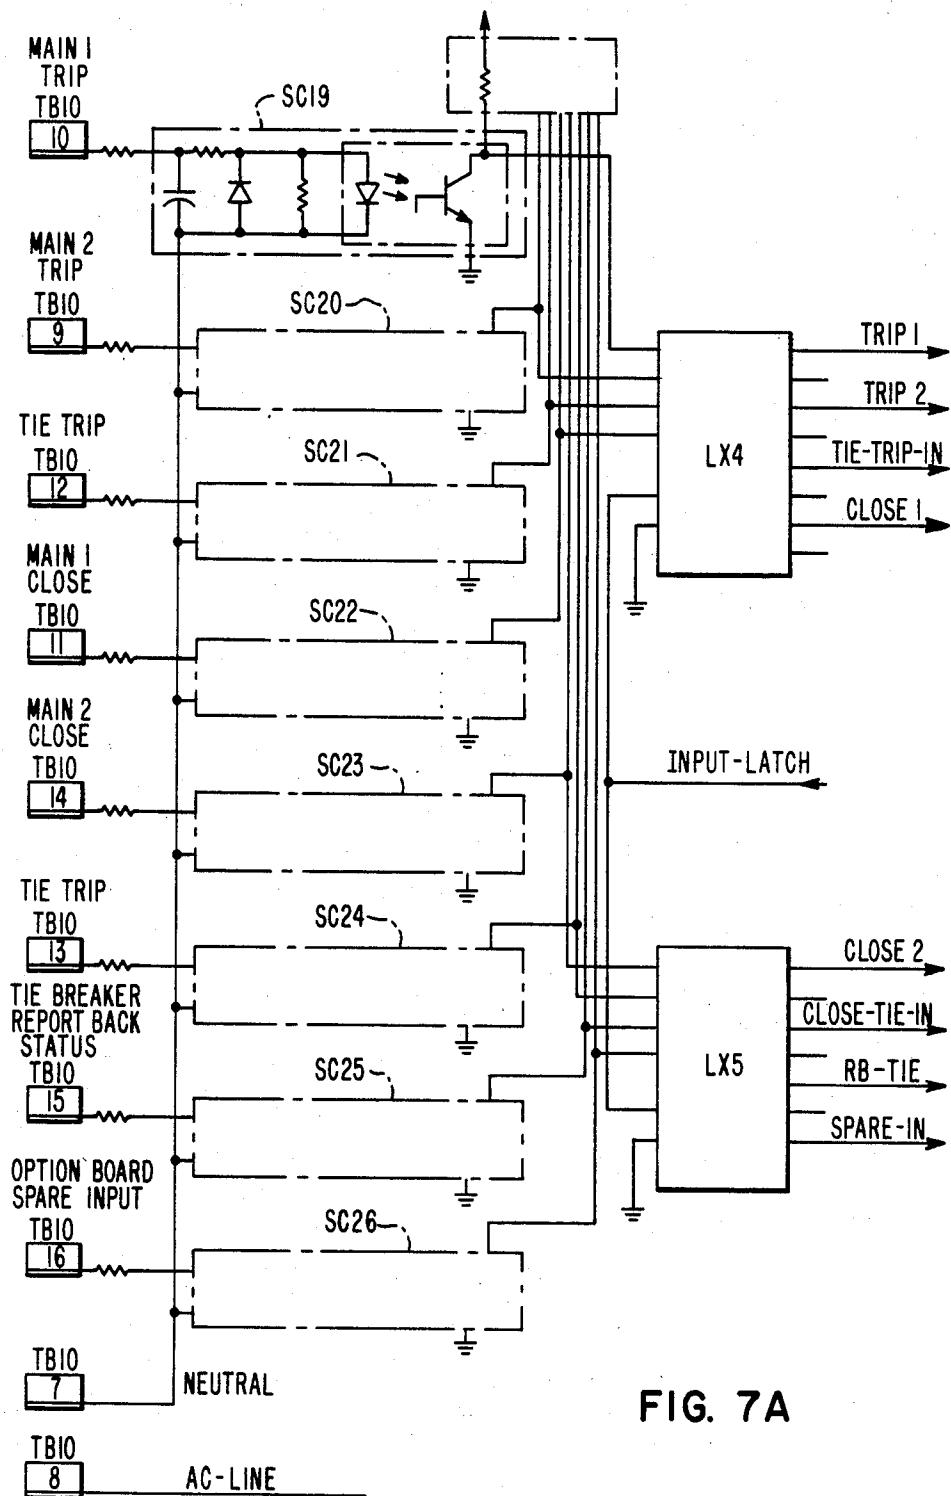 MAIN 1
TRIP
TB10
10
SC19
MAIN 2
TRIP
TB10
9
SC20
TRIP 1
TRIP 2
TIE TRIP
TB10
12
SC21
LX4
TIE-TRIP-IN
CLOSE 1
MAIN 1
CLOSE
TB10
11
SC22
MAIN 2
CLOSE
TB10
14
SC23
INPUT-LATCH
TIE TRIP
TB10
13
SC24
CLOSE 2
TIE BREAKER
REPORT BACK
STATUS
TB10
15
SC25
LX5
CLOSE-TIE-IN
RB-TIE
SPARE-IN
OPTION BOARD
SPARE INPUT
TB10
16
SC26
TB10
7
NEUTRAL
FIG. 7A
TB10
8
AC-LINE